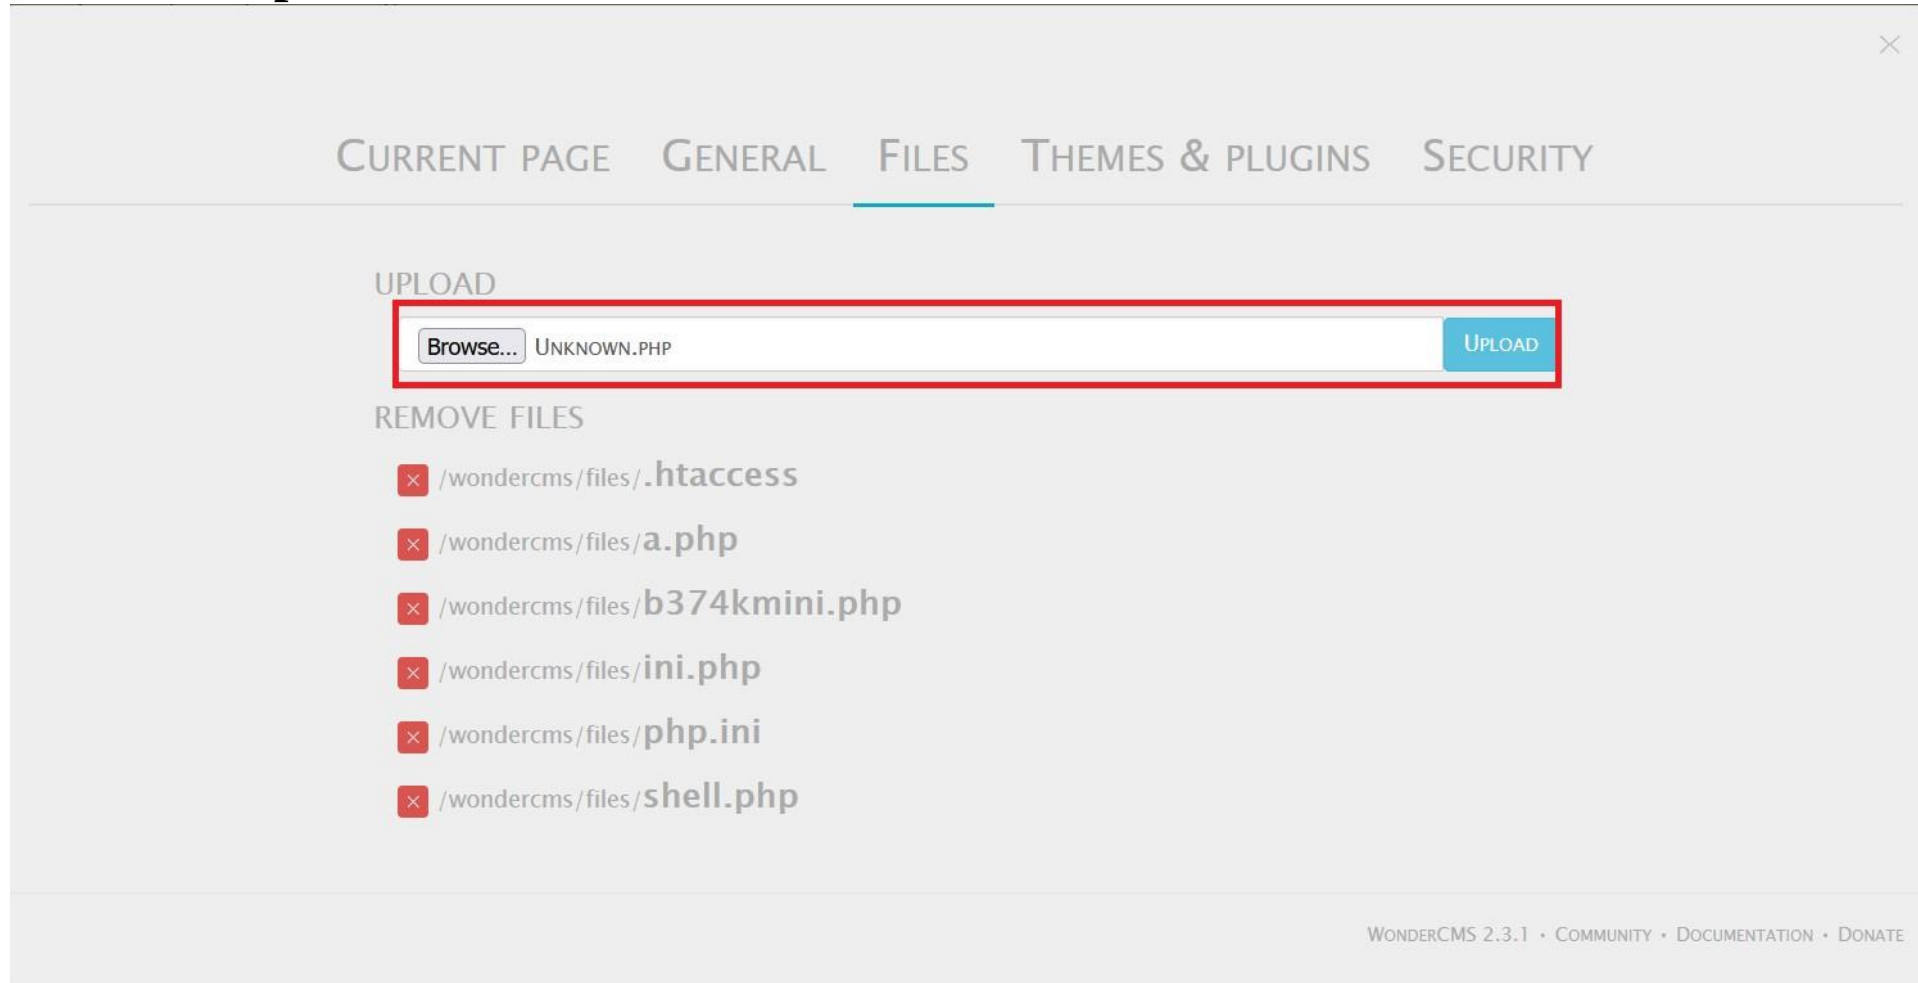 ×
CURRENT PAGE GENERAL FILES THEMES & PLUGINS SECURITY
UPLOAD
Browse... UNKNOWN.PHP UPLOAD
REMOVE FILES
× /wondercms/files/.htaccess
× /wondercms/files/a.php
× /wondercms/files/b374kmini.php
× /wondercms/files/ini.php
× /wondercms/files/php.ini
× /wondercms/files/shell.php
WONDERCMS 2.3.1 • COMMUNITY • DOCUMENTATION • DONATE